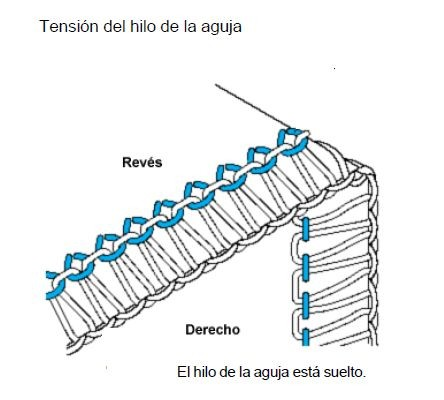 Tensión del hilo de la aguja
Revés
Derecho
El hilo de la aguja está suelto.